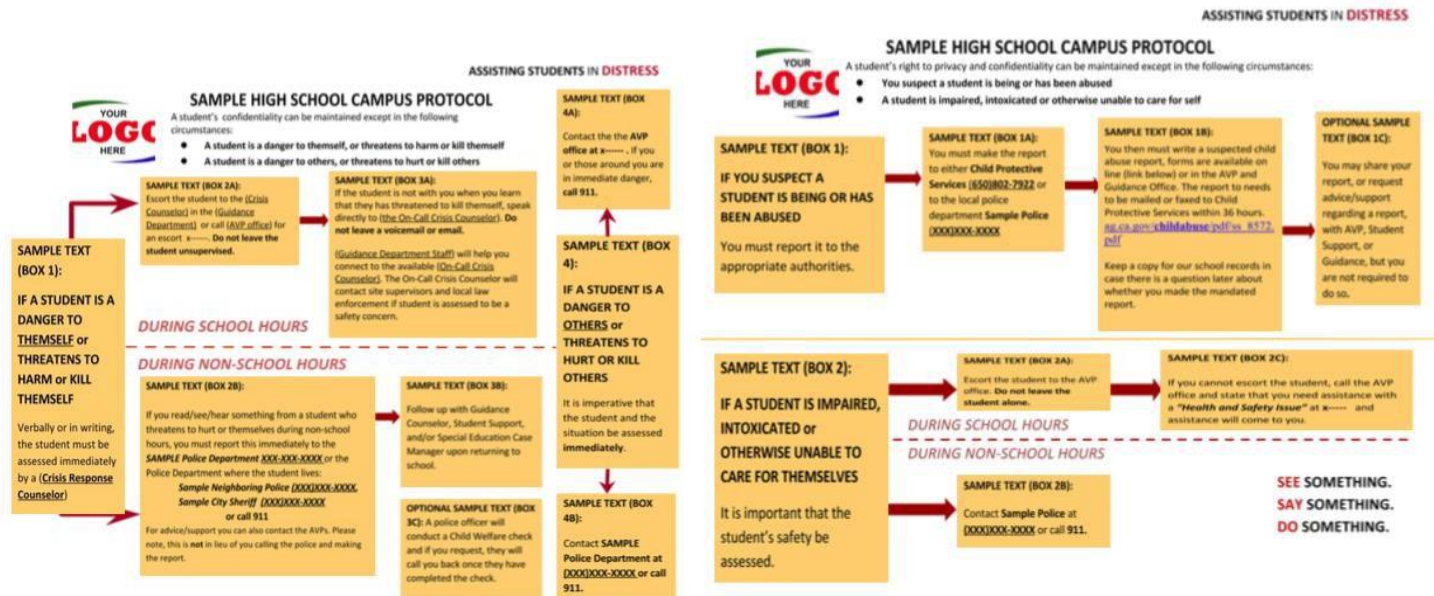 ASSISTING STUDENTS IN DISTRESS
YOUR
LOGO
HERE
SAMPLE HIGH SCHOOL CAMPUS PROTOCOL
A student's confidentiality can be maintained except in the following
circumstances:
● A student is a danger to themself, or threatens to harm or kill themself
● A student is a danger to others, or threatens to hurt or kill others
SAMPLE TEXT
(BOX 1):
IF A STUDENT IS A
DANGER TO
THEMSELF or
THREATENS TO
HARM or KILL
THEMSELF
Verbally or in writing,
the student must be
assessed immediately
by a (Crisis Response
Counselor)
SAMPLE TEXT (BOX 2A):
Escort the student to the (Crisis
Counselor) in the (Guidance
Department) or call (AVP office) for
an escort x-----. Do not leave the
student unsupervised.
SAMPLE TEXT (BOX 3A):
If the student is not with you when you learn
that they has threatened to kill themself, speak
directly to (the On-Call Crisis Counselor). Do
not leave a voicemail or email.
(Guidance Department Staff) will help you
connect to the available (On-Call Crisis
Counselor). The On-Call Crisis Counselor will
contact site supervisors and local law
enforcement if student is assessed to be a
safety concern.
DURING SCHOOL HOURS
DURING NON-SCHOOL HOURS
SAMPLE TEXT (BOX 2B):
If you read/see/hear something from a student who
threatens to hurt or themselves during non-school
hours, you must report this immediately to the
SAMPLE Police Department XXX-XXX-XXXX or the
Police Department where the student lives:
Sample Neighboring Police (XXX)XXX-XXXX,
Sample City Sheriff (XXX)XXX-XXXX
or call 911
For advice/support you can also contact the AVPs. Please
note, this is not in lieu of you calling the police and making
the report.
SAMPLE TEXT (BOX 3B):
Follow up with Guidance
Counselor, Student Support,
and/or Special Education Case
Manager upon returning to
school.
OPTIONAL SAMPLE TEXT (BOX
3C): A police officer will
conduct a Child Welfare check
and if you request, they will
call you back once they have
completed the check.
SAMPLE TEXT (BOX
4A):
Contact the the AVP
office at x------ . If you
or those around you are
in immediate danger,
call 911.
SAMPLE TEXT (BOX
4):
IF A STUDENT IS A
DANGER TO
OTHERS or
THREATENS TO
HURT OR KILL
OTHERS
It is imperative that
the student and the
situation be assessed
immediately.
SAMPLE TEXT (BOX
4B):
Contact SAMPLE
Police Department at
(XXX)XXX-XXXX or call
911.
ASSISTING STUDENTS IN DISTRESS
YOUR
LOGO
HERE
SAMPLE HIGH SCHOOL CAMPUS PROTOCOL
A student's right to privacy and confidentiality can be maintained except in the following circumstances:
● You suspect a student is being or has been abused
● A student is impaired, intoxicated or otherwise unable to care for self
SAMPLE TEXT (BOX 1):
IF YOU SUSPECT A
STUDENT IS BEING OR HAS
BEEN ABUSED
You must report it to the
appropriate authorities.
SAMPLE TEXT (BOX 1A):
You must make the report
to either Child Protective
Services (650)802-7922 or
to the local police
department Sample Police
(XXX)XXX-XXXX
SAMPLE TEXT (BOX 1B):
You then must write a suspected child
abuse report, forms are available on
line (link below) or in the AVP and
Guidance Office. The report to needs
to be mailed or faxed to Child
Protective Services within 36 hours.
ag.ca.gov/childabuse/pdf/ss_8572.
pdf
Keep a copy for our school records in
case there is a question later about
whether you made the mandated
report.
OPTIONAL SAMPLE
TEXT (BOX 1C):
You may share your
report, or request
advice/support
regarding a report,
with AVP, Student
Support, or
Guidance, but you
are not required to
do so.
SAMPLE TEXT (BOX 2):
IF A STUDENT IS IMPAIRED,
INTOXICATED or
OTHERWISE UNABLE TO
CARE FOR THEMSELVES
It is important that the
student's safety be
assessed.
SAMPLE TEXT (BOX 2A):
Escort the student to the AVP
office. Do not leave the
student alone.
SAMPLE TEXT (BOX 2C):
If you cannot escort the student, call the AVP
office and state that you need assistance with
a "Health and Safety Issue" at x----- and
assistance will come to you.
DURING SCHOOL HOURS
DURING NON-SCHOOL HOURS
SAMPLE TEXT (BOX 2B):
Contact Sample Police at
(XXX)XXX-XXXX or call 911.
SEE SOMETHING.
SAY SOMETHING.
DO SOMETHING.